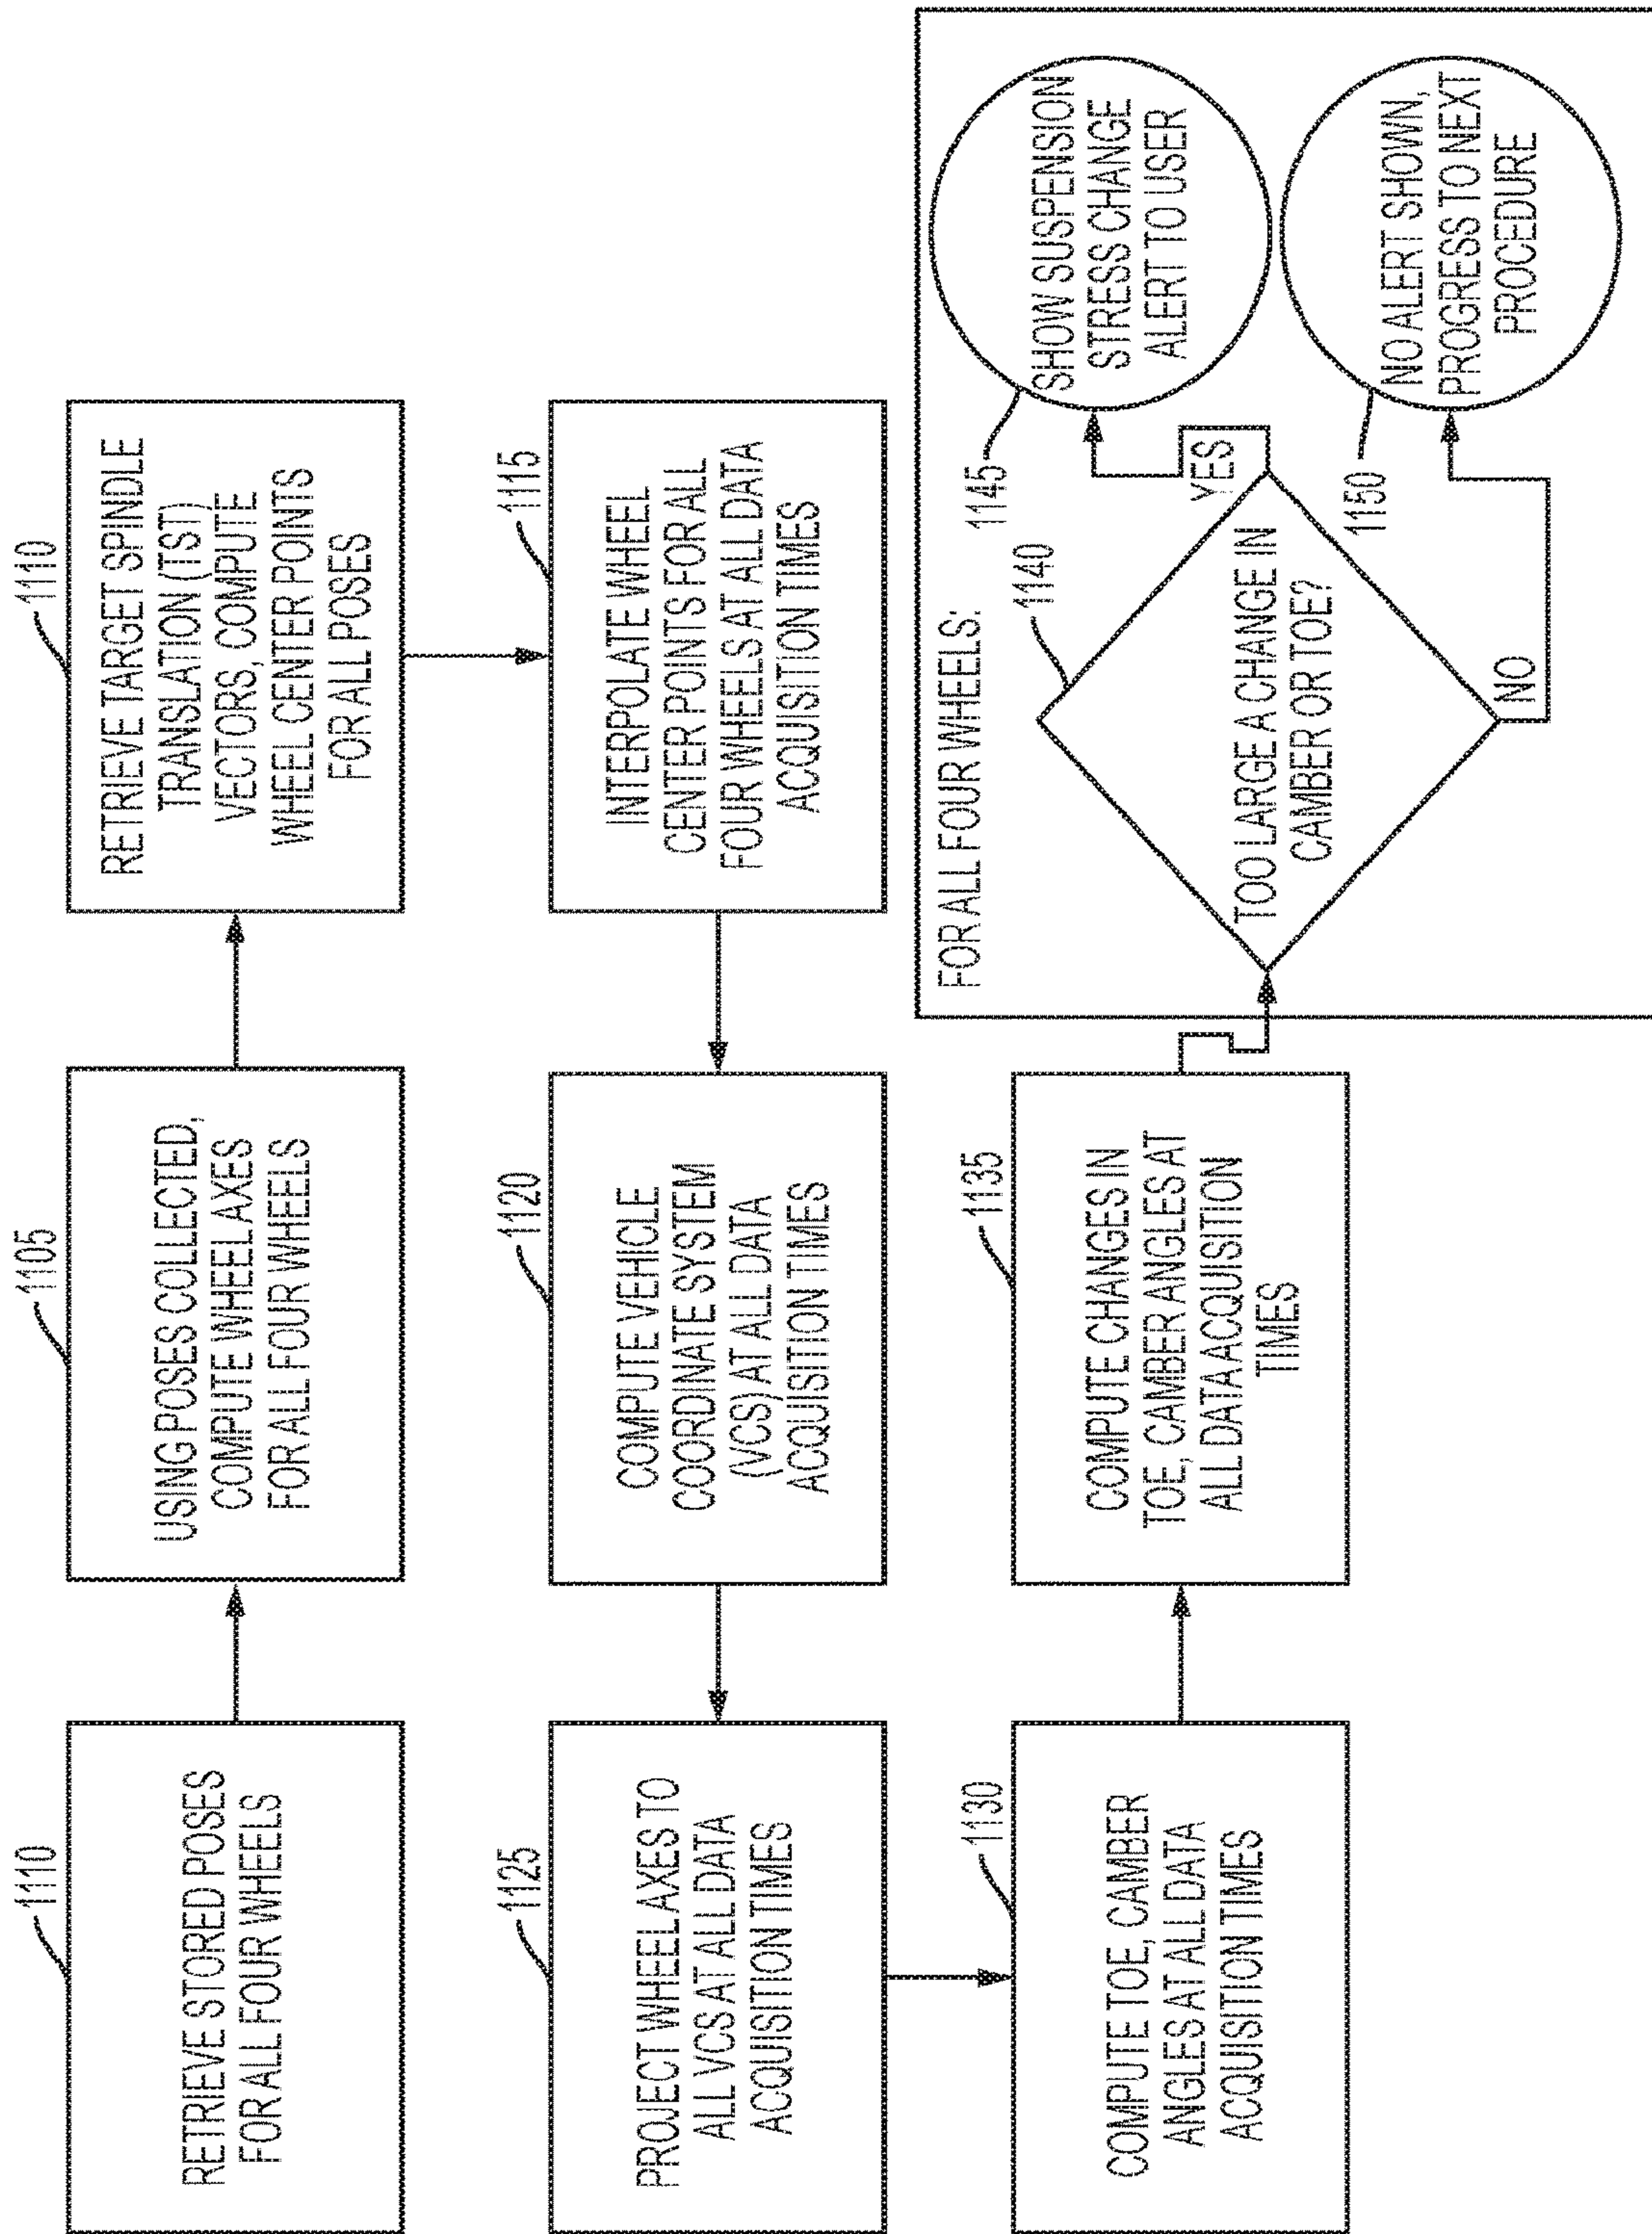 1110
RETRIEVE STORED POSES
FOR ALL FOUR WHEELS
1105
USING POSES COLLECTED,
COMPUTE WHEEL AXES
FOR ALL FOUR WHEELS
1110
RETRIEVE TARGET SPINDLE
TRANSLATION (TST)
VECTORS, COMPUTE
WHEEL CENTER POINTS
FOR ALL POSES
1115
INTERPOLATE WHEEL
CENTER POINTS FOR ALL
FOUR WHEELS AT ALL DATA
ACQUISITION TIMES
1120
COMPUTE VEHICLE
COORDINATE SYSTEM
(VCS) AT ALL DATA
ACQUISITION TIMES
1125
PROJECT WHEEL AXES TO
ALL VCS AT ALL DATA
ACQUISITION TIMES
1130
COMPUTE TOE, CAMBER
ANGLES AT ALL DATA
ACQUISITION TIMES
1135
COMPUTE CHANGES IN
TOE, CAMBER ANGLES AT
ALL DATA ACQUISITION
TIMES
FOR ALL FOUR WHEELS:
1140
TOO LARGE A CHANGE IN
CAMBER OR TOE?
YES
NO
1145
SHOW SUSPENSION
STRESS CHANGE
ALERT TO USER
1150
NO ALERT SHOWN,
PROGRESS TO NEXT
PROCEDURE